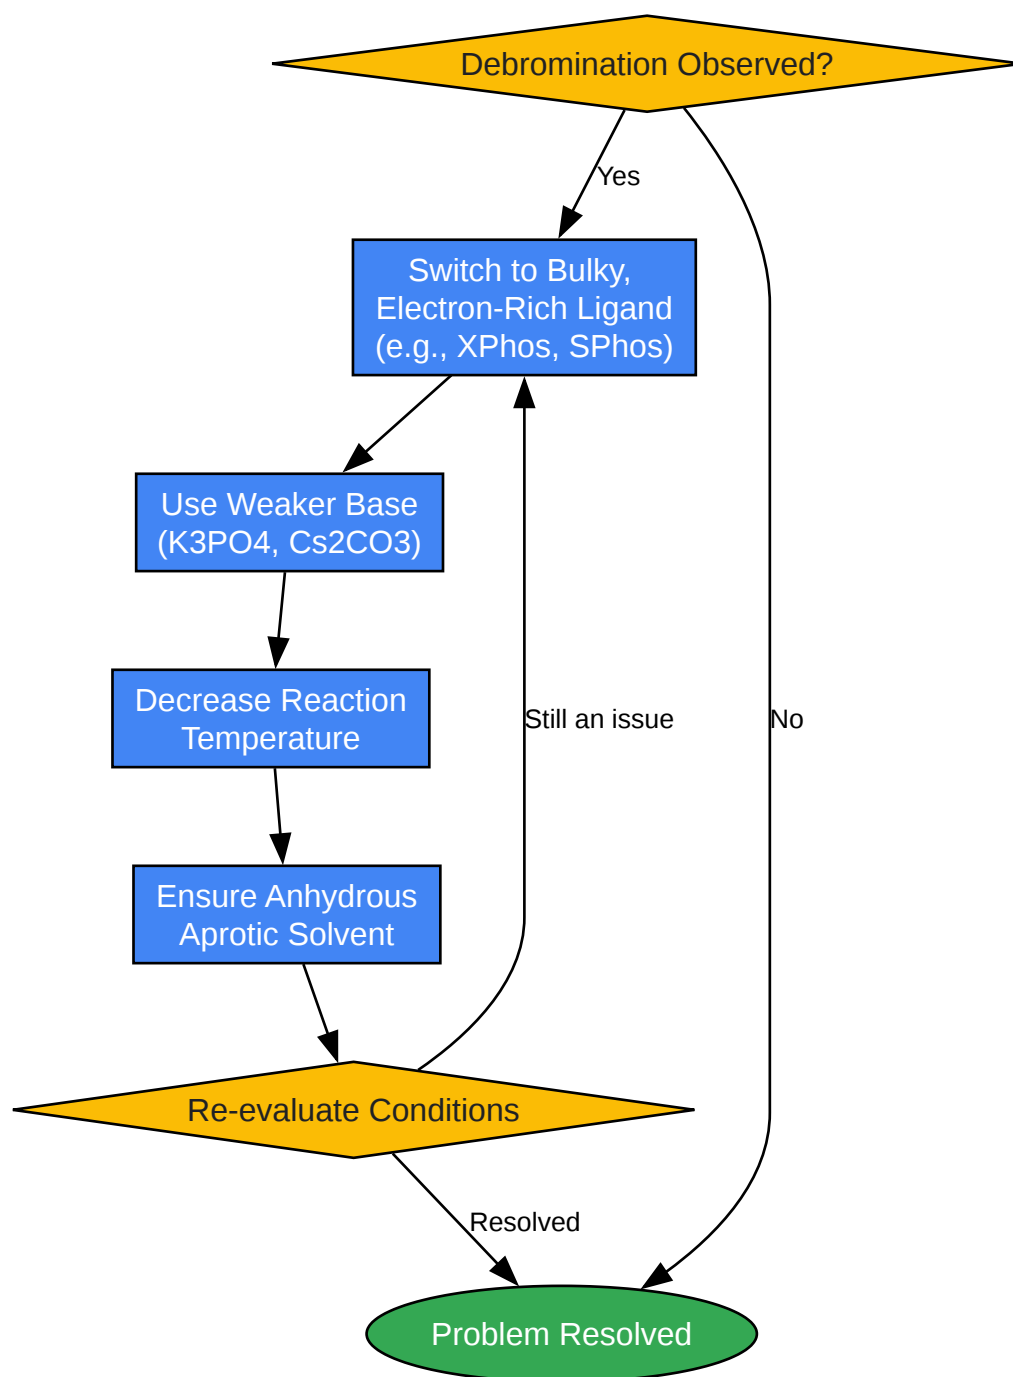 Debromination Observed?
Yes
Switch to Bulky,
Electron-Rich Ligand
(e.g., XPhos, SPhos)
Use Weaker Base
(K3PO4, Cs2CO3)
Decrease Reaction
Temperature
Still an issue
No
Ensure Anhydrous
Aprotic Solvent
Re-evaluate Conditions
Resolved
Problem Resolved